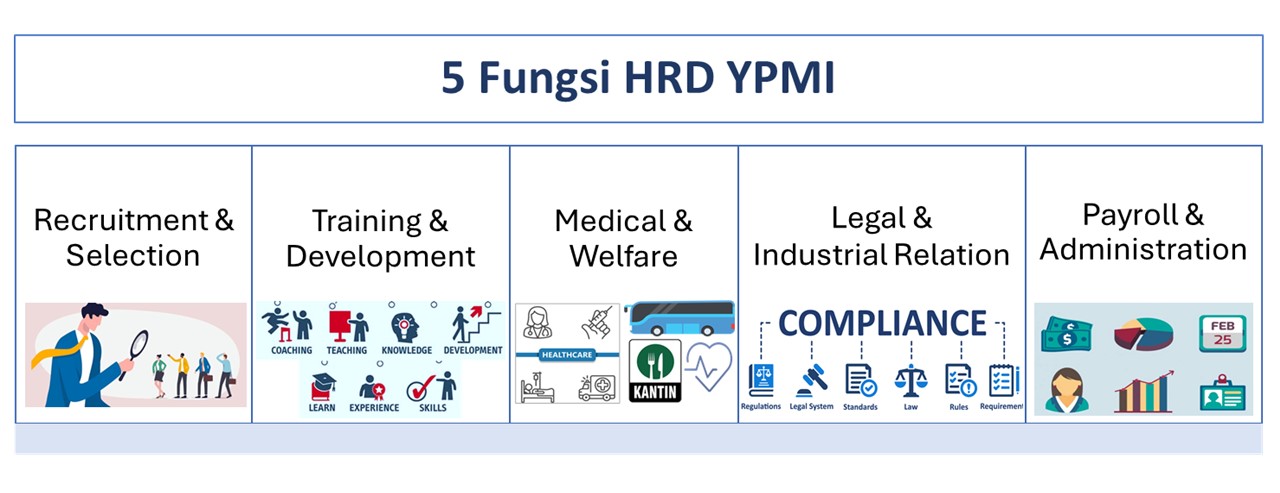 5 Fungsi HRD YPMI
Recruitment &
Selection
Training &
Development
COACHING
TEACHING
KNOWLEDGE
DEVELOPMENT
LEARN
EXPERIENCE
SKILLS
Medical &
Welfare
HEALTHCARE
KANTIN
Legal &
Industrial Relation
COMPLIANCE
Regulations
Legal System
Standards
Law
Rules
Requirement
Payroll &
Administration
FEB
25